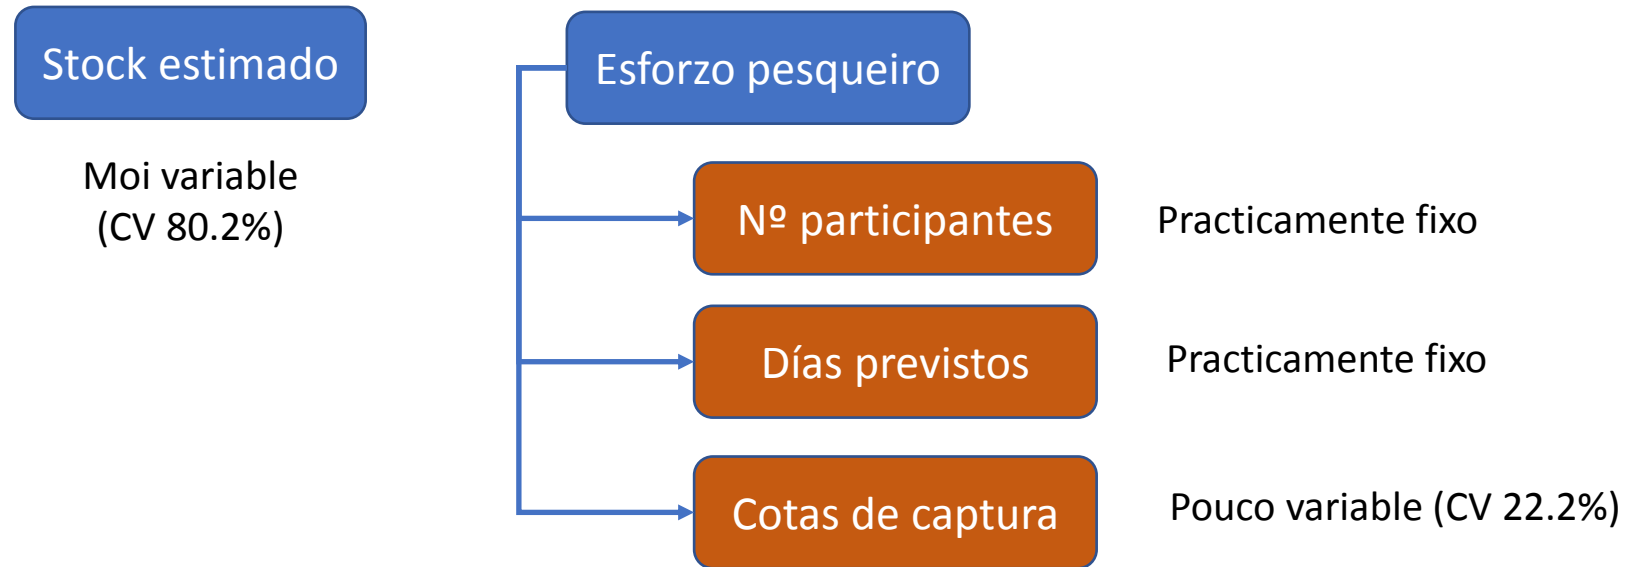 Stock estimado
Moi variable
(CV 80.2%)
Esforzo pesqueiro
Nº participantes
Practicamente fixo
Días previstos
Practicamente fixo
Cotas de captura
Pouco variable (CV 22.2%)